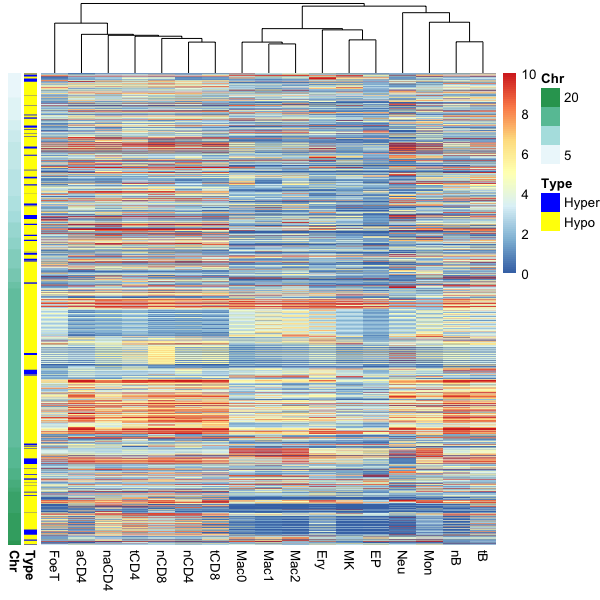 10
8
6
4
2
0
Chr
20
5
Type
Hyper
Hypo
Chr
Type
FoeT
aCD4
naCD4
tCD4
nCD8
nCD4
tCD8
Mac0
Mac1
Mac2
Ery
MK
EP
Neu
Mon
nB
tB